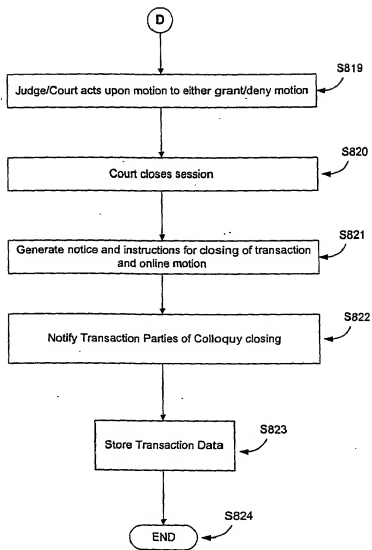 D
S819
Judge/Court acts upon motion to either grant/deny motion
S820
Court closes session
S821
Generate notice and instructions for closing of transaction
and online motion
S822
Notify Transaction Parties of Colloquy closing
S823
Store Transaction Data
S824
END